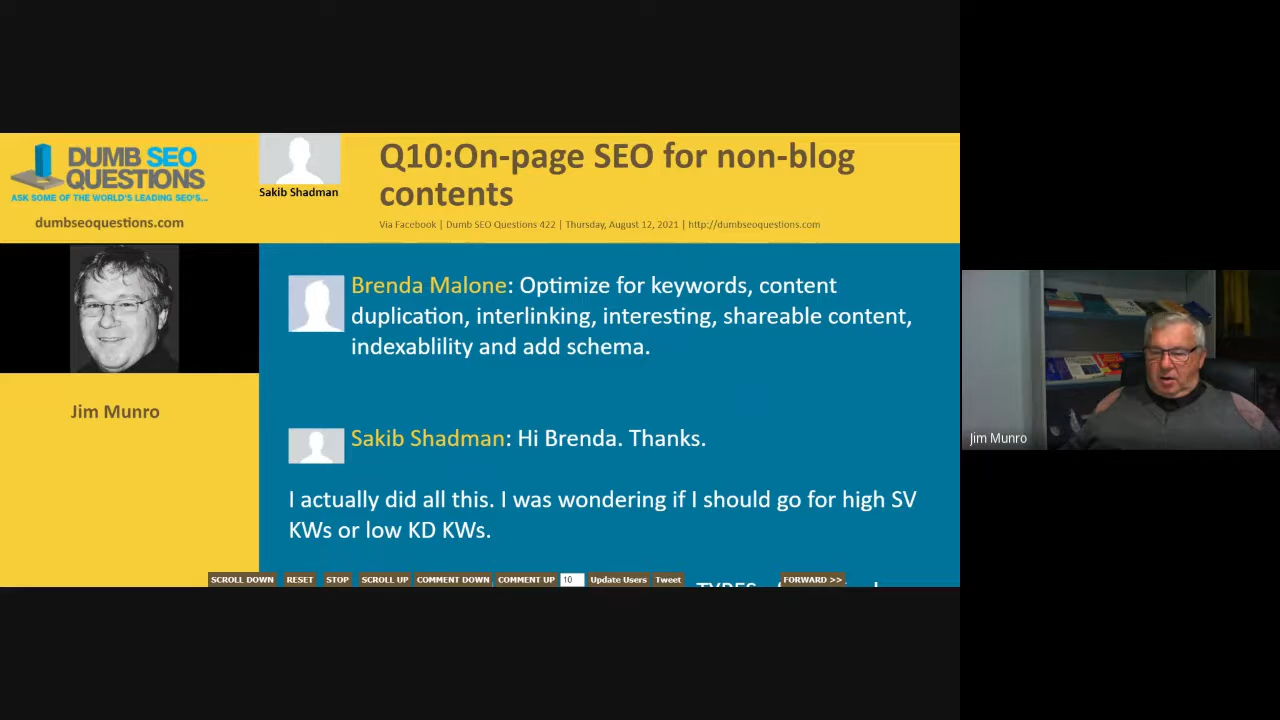 DUMB SEO
QUESTIONS
ASK SOME OF THE WORLD'S LEADING SEO'S...
dumbseoquestions.com
Sakib Shadman
Q10:On-page SEO for non-blog
contents
Via Facebook | Dumb SEO Questions 422 | Thursday, August 12, 2021 | http://dumbseoquestions.com
Jim Munro
Brenda Malone: Optimize for keywords, content
duplication, interlinking, interesting, shareable content,
indexablility and add schema.
Sakib Shadman: Hi Brenda. Thanks.
I actually did all this. I was wondering if I should go for high SV
KWs or low KD KWs.
SCROLL DOWN RESET STOP SCROLL UP COMMENT DOWN COMMENT UP 10 Update Users Tweet FORWARD >>
Jim Munro